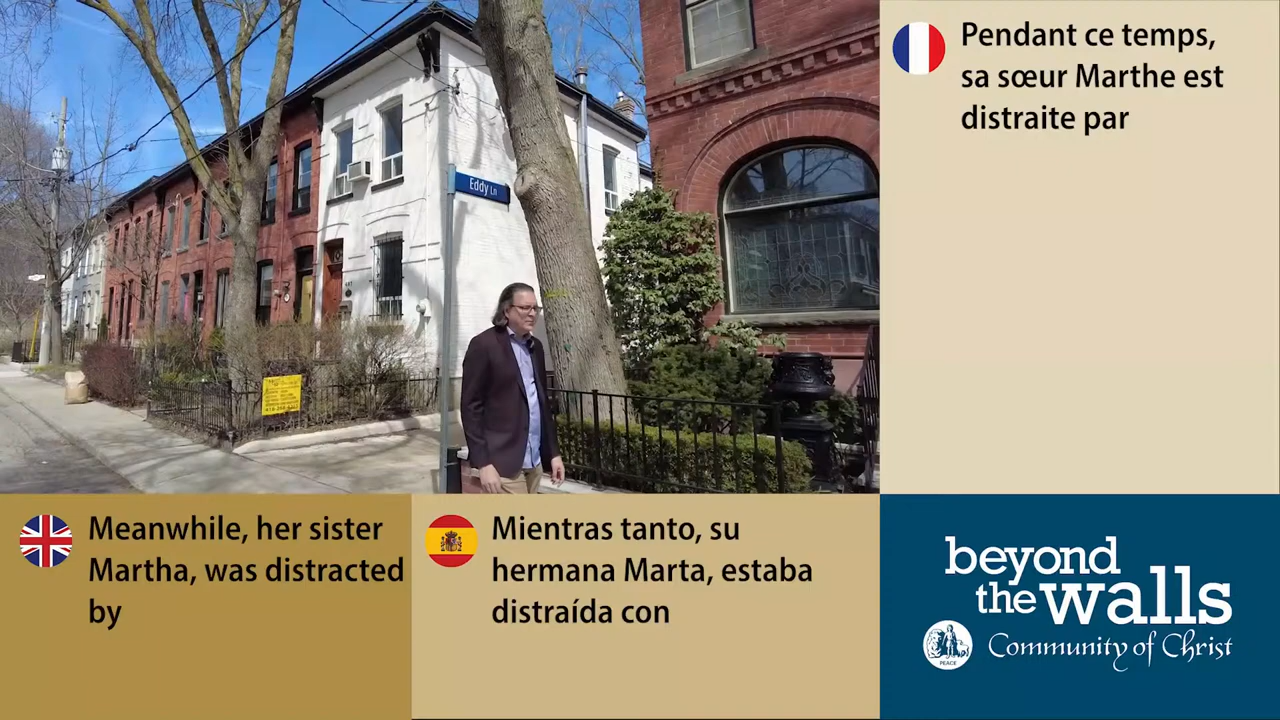 Eddy Ln
Pendant ce temps,
sa sœur Marthe est
distraite par
Meanwhile, her sister
Martha, was distracted
by
Mientras tanto, su
hermana Marta, estaba
distraída con
beyond
the walls
Community of Christ
PEACE